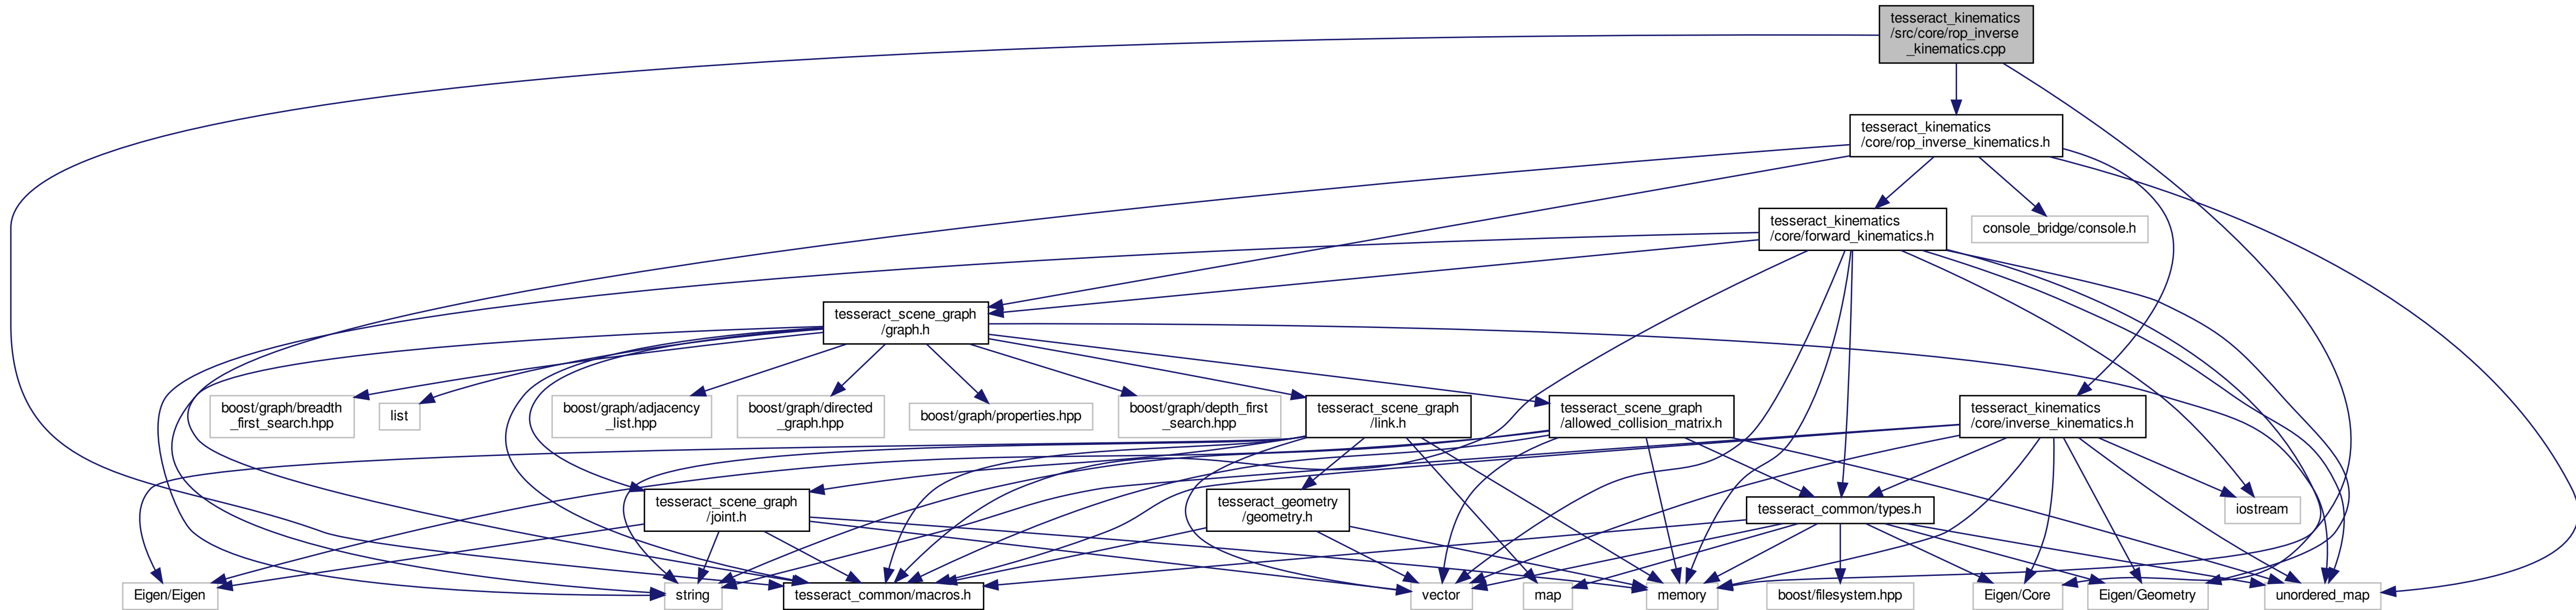 tesseract_kinematics
/src/core/rop_inverse
_kinematics.cpp
tesseract_kinematics
/core/rop_inverse_kinematics.h
tesseract_kinematics
/core/forward_kinematics.h
console_bridge/console.h
tesseract_scene_graph
/graph.h
boost/graph/breadth
_first_search.hpp
list
boost/graph/adjacency
_list.hpp
boost/graph/directed
_graph.hpp
boost/graph/properties.hpp
boost/graph/depth_first
_search.hpp
tesseract_scene_graph
/link.h
tesseract_scene_graph
/allowed_collision_matrix.h
tesseract_kinematics
/core/inverse_kinematics.h
tesseract_scene_graph
/joint.h
tesseract_geometry
/geometry.h
tesseract_common/types.h
iostream
Eigen/Eigen
string
tesseract_common/macros.h
vector
map
memory
boost/filesystem.hpp
Eigen/Core
Eigen/Geometry
unordered_map